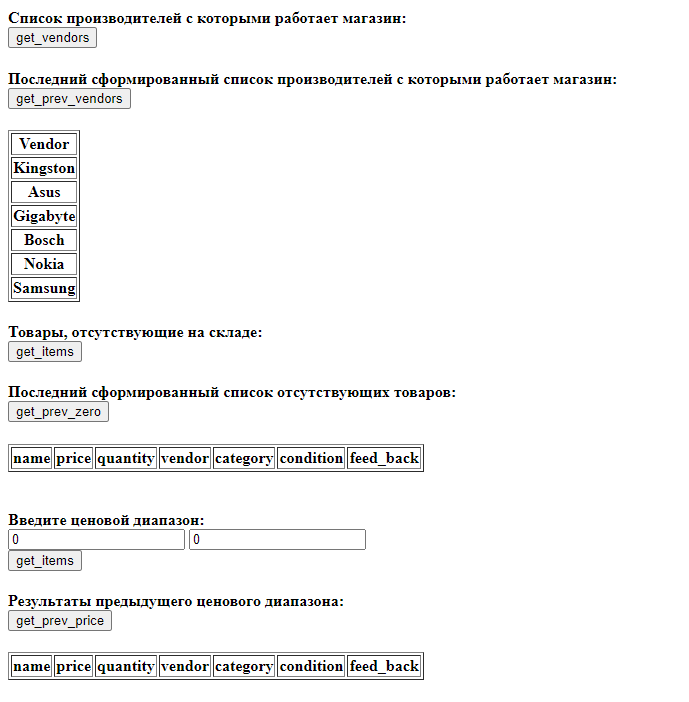 Список производителей с которыми работает магазин:
get_vendors
Последний сформированный список производителей с которыми работает магазин:
get_prev_vendors
Vendor
Kingston
Asus
Gigabyte
Bosch
Nokia
Samsung
Товары, отсутствующие на складе:
get_items
Последний сформированный список отсутствующих товаров:
get_prev_zero
name price quantity vendor category condition feed_back
Введите ценовой диапазон:
0 0
get_items
Результаты предыдущего ценового диапазона:
get_prev_price
name price quantity vendor category condition feed_back